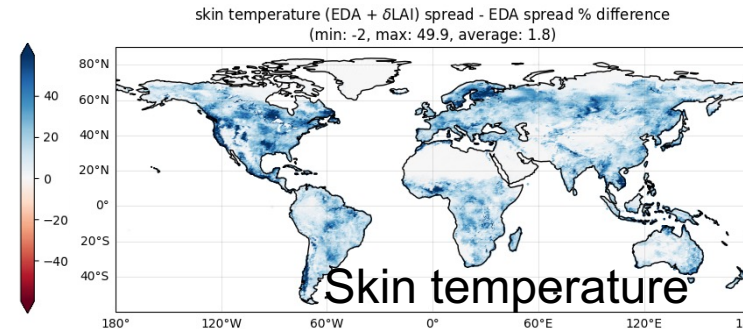 skin temperature (EDA + δLAI) spread - EDA spread % difference
(min: -2, max: 49.9, average: 1.8)
80°N
60°N
40°N
20°N
0°
20°S
40°S
40
20
0
−20
−40
Skin temperature
180° 120°W 60°W 0° 60°E 120°E